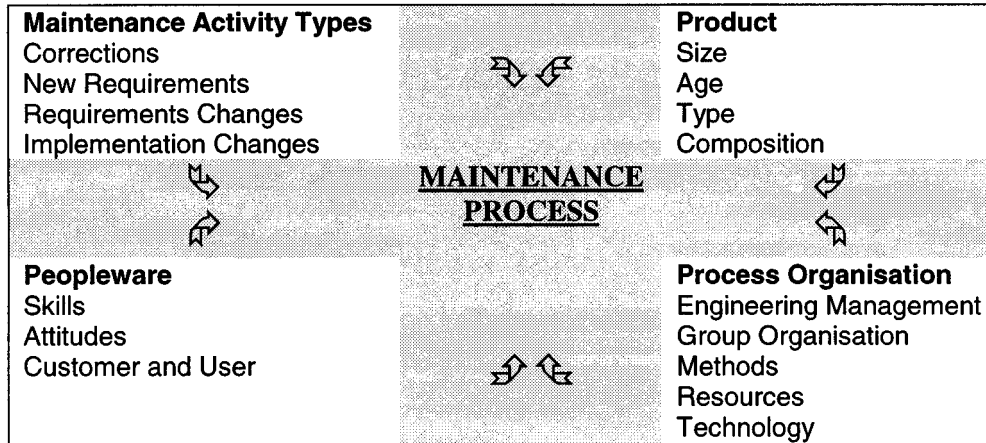 Maintenance Activity Types
Corrections
New Requirements
Requirements Changes
Implementation Changes
Product
Size
Age
Type
Composition
MAINTENANCE
PROCESS
Peopleware
Skills
Attitudes
Customer and User
Process Organisation
Engineering Management
Group Organisation
Methods
Resources
Technology